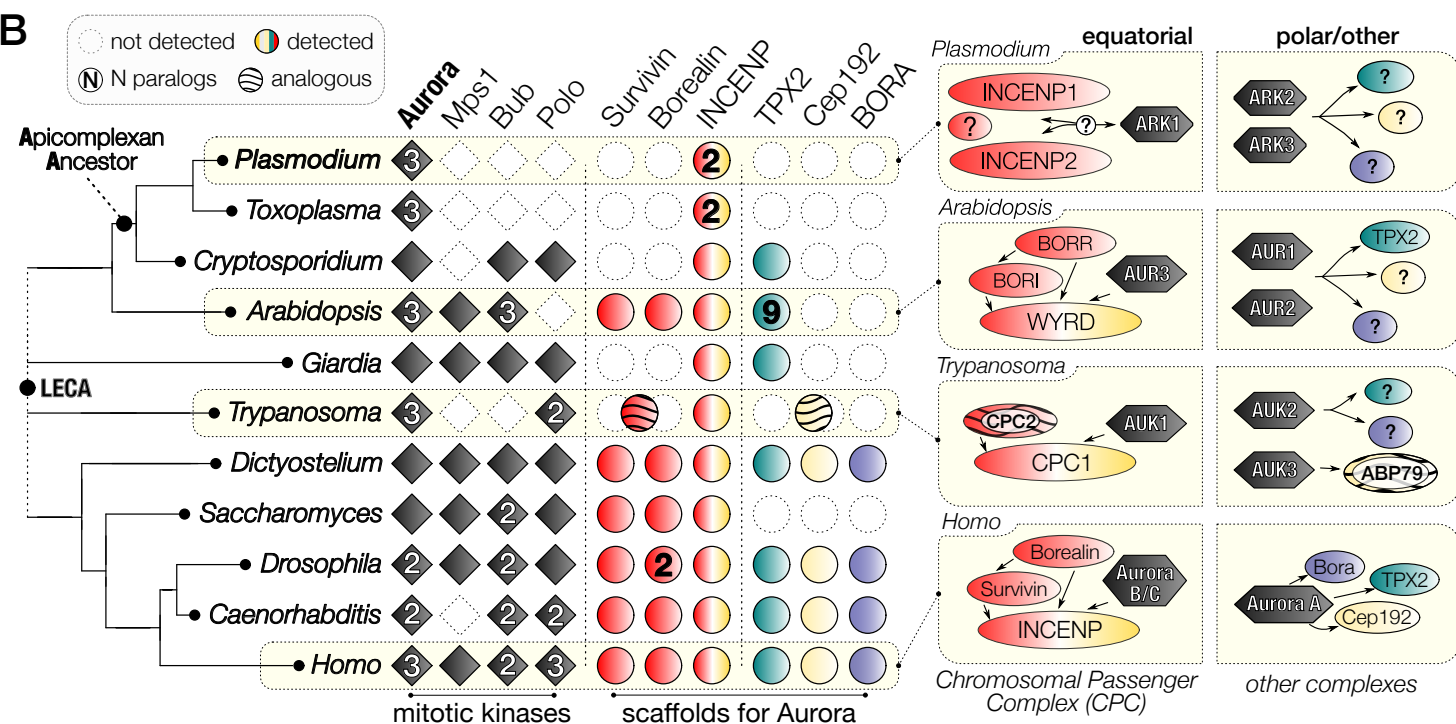 B
not detected
detected
N N paralogs
analogous
Aurora
Mps1
Bub
Polo
Survivin
Borealin
INCENP
TPX2
Cep192
BORA
Apicomplexan
Ancestor
LECA
Plasmodium 3 2
Toxoplasma 3 2
Cryptosporidium
Arabidopsis 3 3 9
Giardia
Trypanosoma 3 2
Dictyostelium
Saccharomyces 2
Drosophila 2 2 2
Caenorhabditis 2 2 2
Homo 3 2 3
mitotic kinases
scaffolds for Aurora
equatorial
polar/other
Plasmodium
INCENP1
?
?
ARK1
INCENP2
ARK2
ARK3
?
?
?
Arabidopsis
BORR
BORI
AUR3
WYRD
AUR1
AUR2
TPX2
?
?
Trypanosoma
CPC2
AUK1
CPC1
AUK2
?
?
AUK3
ABP79
Homo
Borealin
Survivin
Aurora
B/C
INCENP
Aurora A
Bora
TPX2
Cep192
Chromosomal Passenger
Complex (CPC)
other complexes